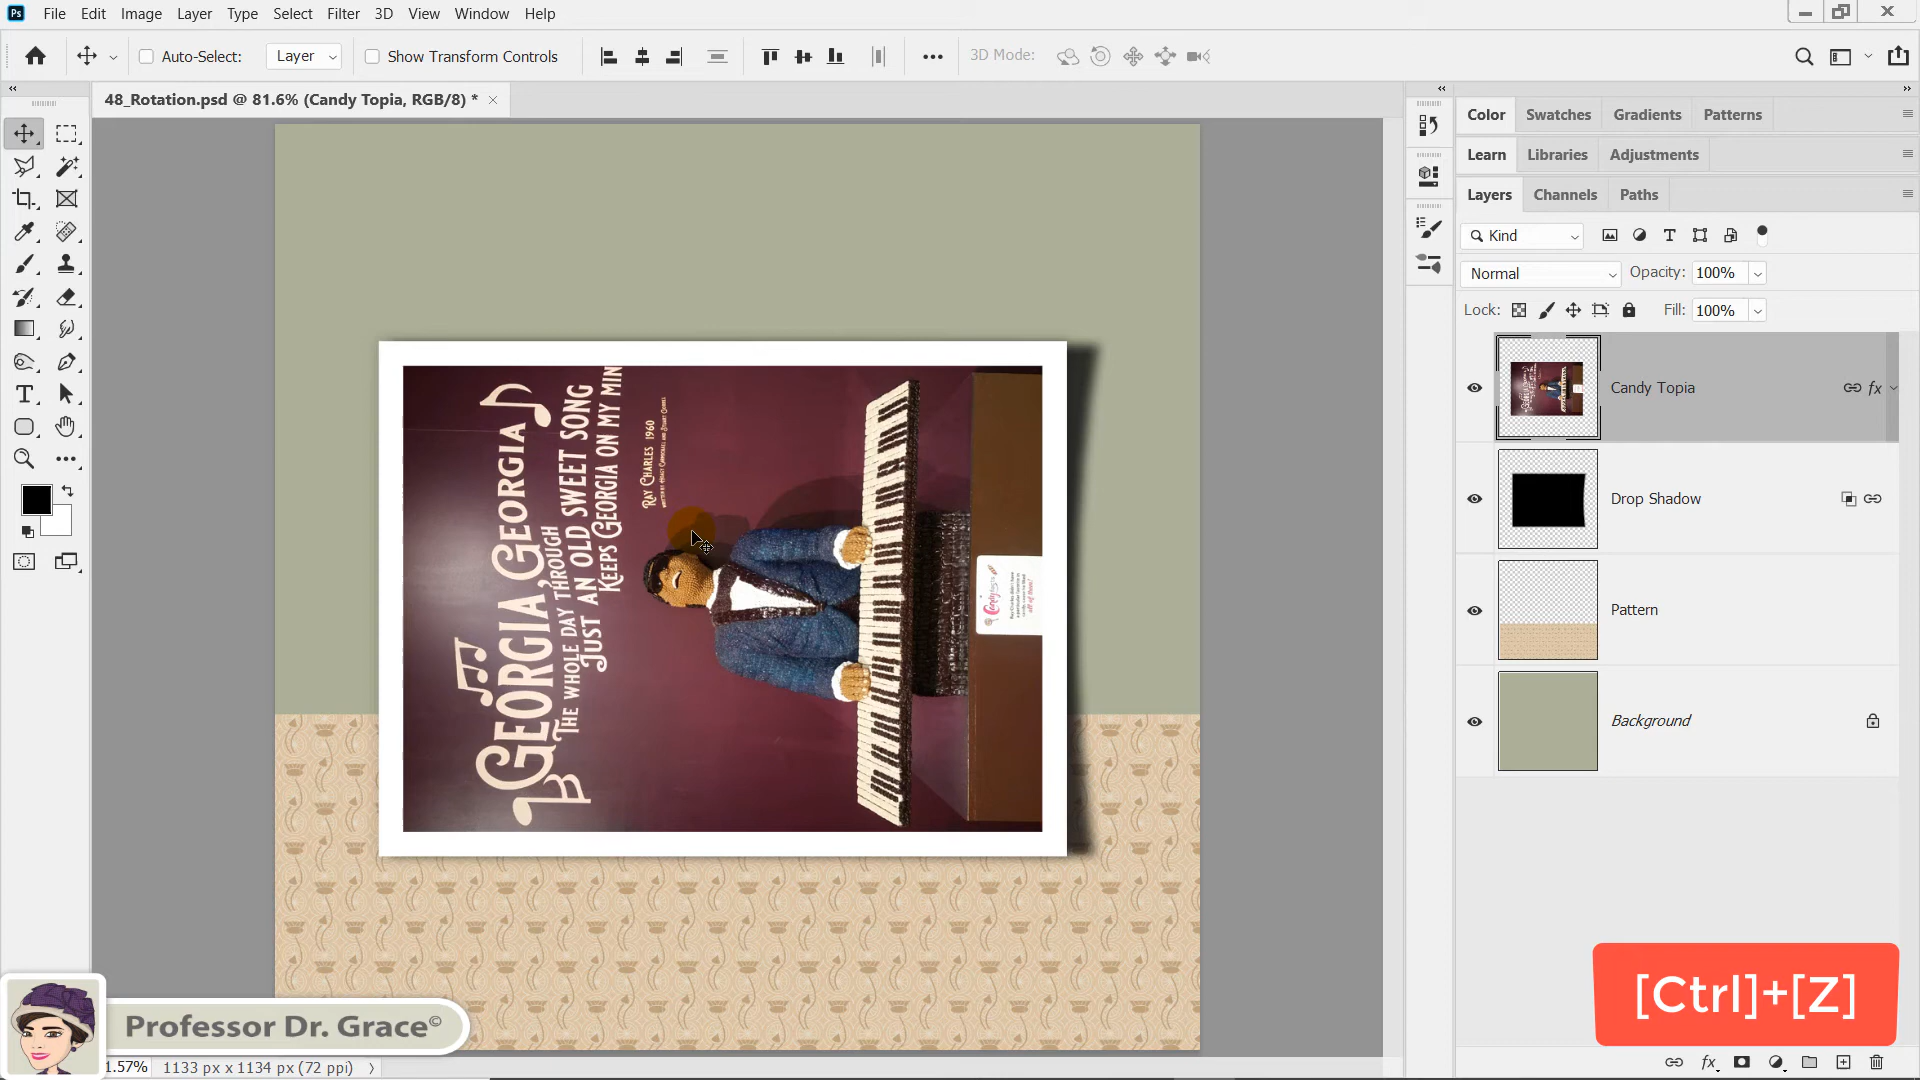 Ps File Edit Image Layer Type Select Filter 3D View Window Help
Auto-Select: Layer Show Transform Controls 3D Mode:
48_Rotation.psd @ 81.6% (Candy Topia, RGB/8) *
Color Swatches Gradients Patterns
Learn Libraries Adjustments
Layers Channels Paths
Kind
Normal Opacity: 100%
Lock: Fill: 100%
Candy Topia fx
Drop Shadow
Pattern
Background
Georgia, Georgia
The whole day through
Just an old sweet song
Keeps Georgia on my min
Ray Charles 1960
[Ctrl]+[Z]
Professor Dr. Grace©
1.57% 1133 px x 1134 px (72 ppi)
fx